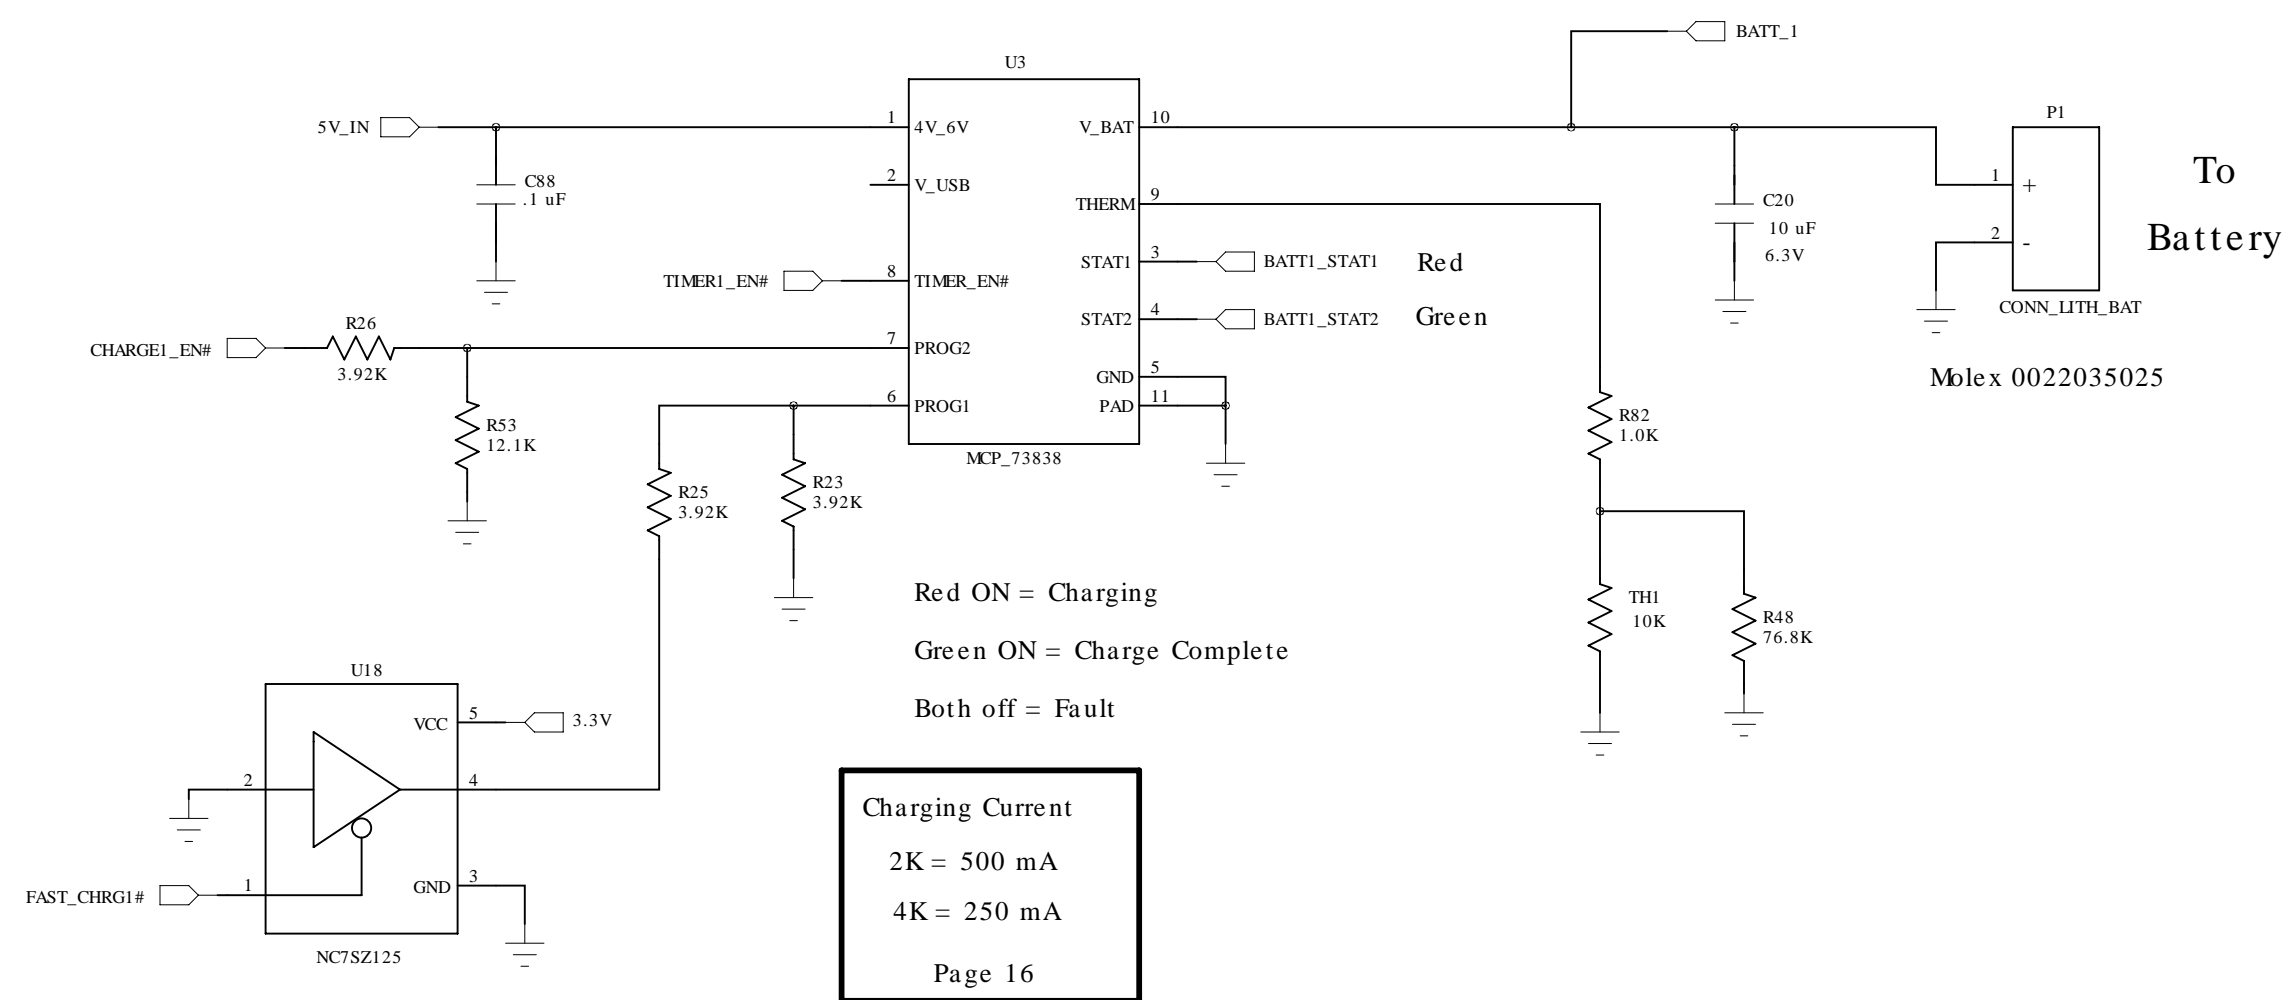 BATT_1
U3
P1
5V_IN
1
4V_6V
V_BAT
10
To
Battery
C88
.1 uF
2
V_USB
THERM
9
1
+
C20
10 uF
6.3V
2
-
STAT1
3
BATT1_STAT1
Red
TIMER1_EN#
8
TIMER_EN#
CONN_LITH_BAT
STAT2
4
BATT1_STAT2
Green
R26
CHARGE1_EN#
3.92K
7
PROG2
GND
5
Molex 0022035025
6
PROG1
PAD
11
R53
12.1K
R82
1.0K
MCP_73838
R25
3.92K
R23
3.92K
Red ON = Charging
TH1
10K
R48
76.8K
Green ON = Charge Complete
U18
Both off = Fault
VCC
5
3.3V
2
4
Charging Current
2K = 500 mA
4K = 250 mA
Page 16
FAST_CHRG1#
1
GND
3
NC7SZ125